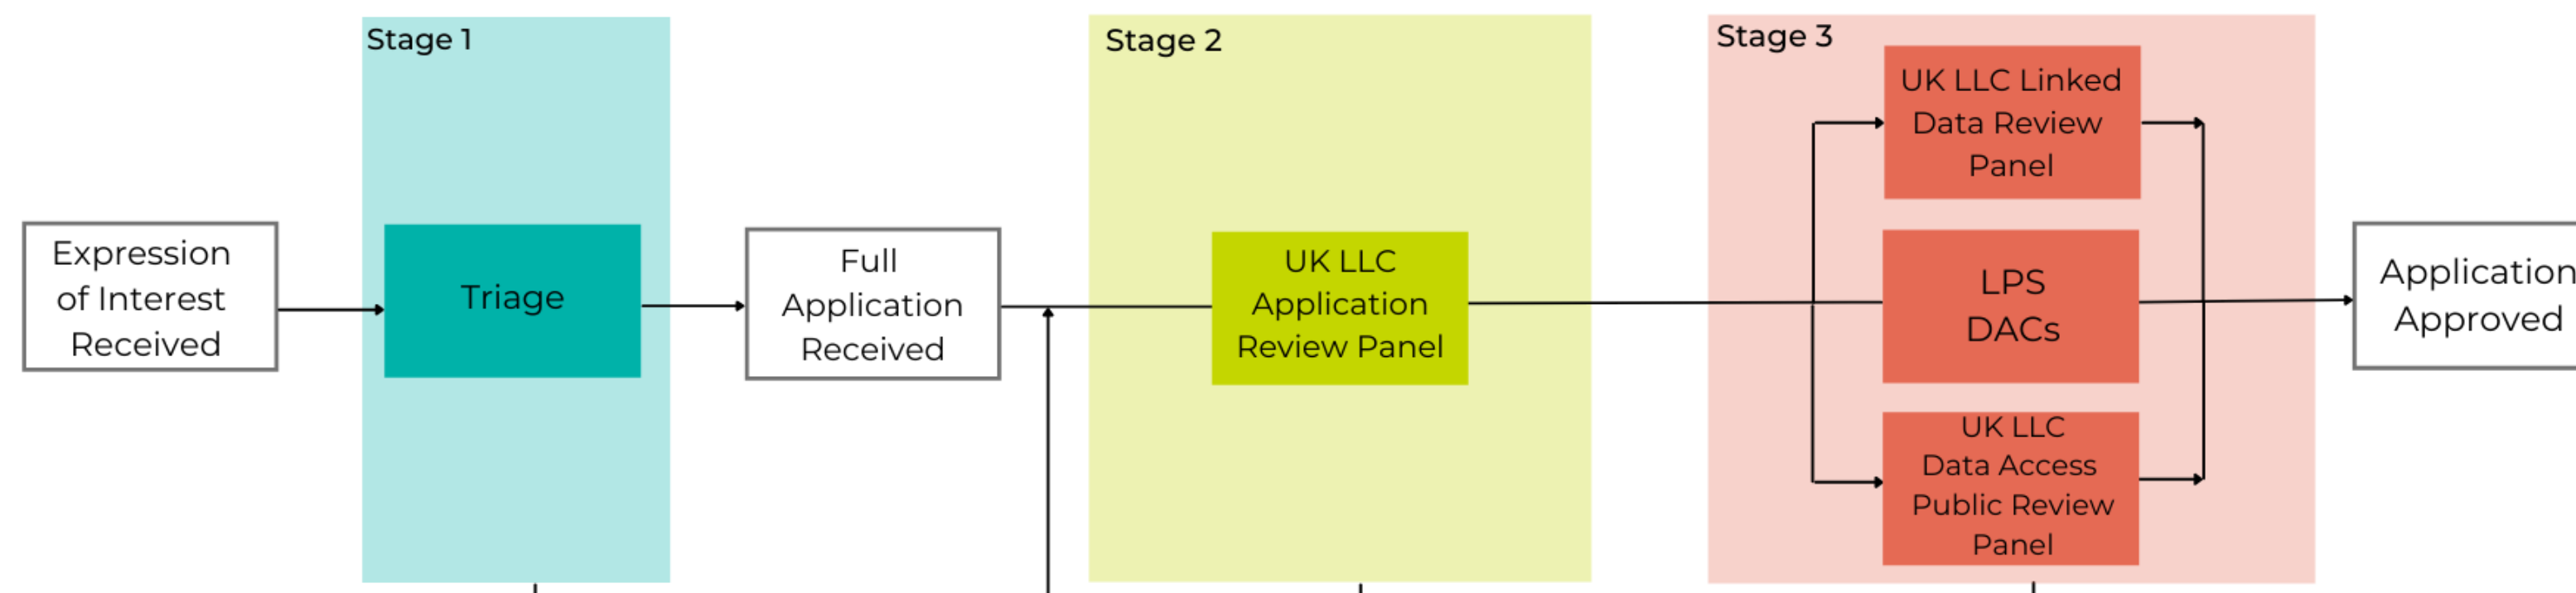 Stage 1
Stage 2
Stage 3
Expression
of Interest
Received
Triage
Full
Application
Received
UK LLC
Application
Review Panel
UK LLC Linked
Data Review
Panel
LPS
DACs
UK LLC
Data Access
Public Review
Panel
Application
Approved